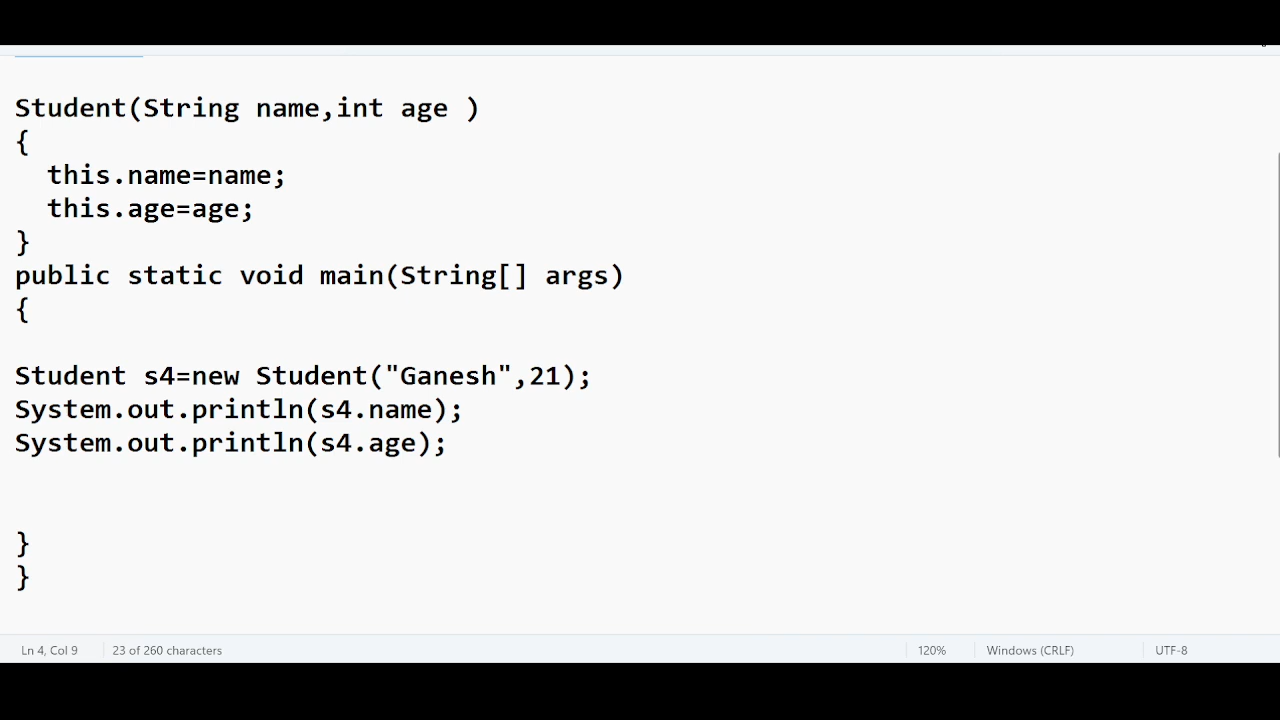 Student(String name,int age )
{
  this.name=name;
  this.age=age;
}
public static void main(String[] args)
{
Student s4=new Student("Ganesh",21);
System.out.println(s4.name);
System.out.println(s4.age);
}
}
Ln 4, Col 9 23 of 260 characters 120% Windows (CRLF) UTF-8